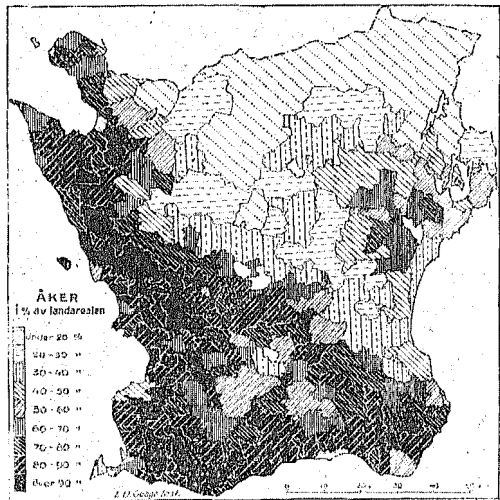 B
ÅKER
i % av landarealen
Under 20 %
20 - 30 "
30 - 40 "
40 - 50 "
50 - 60 "
60 - 70 "
70 - 80 "
80 - 90 "
över 90 "